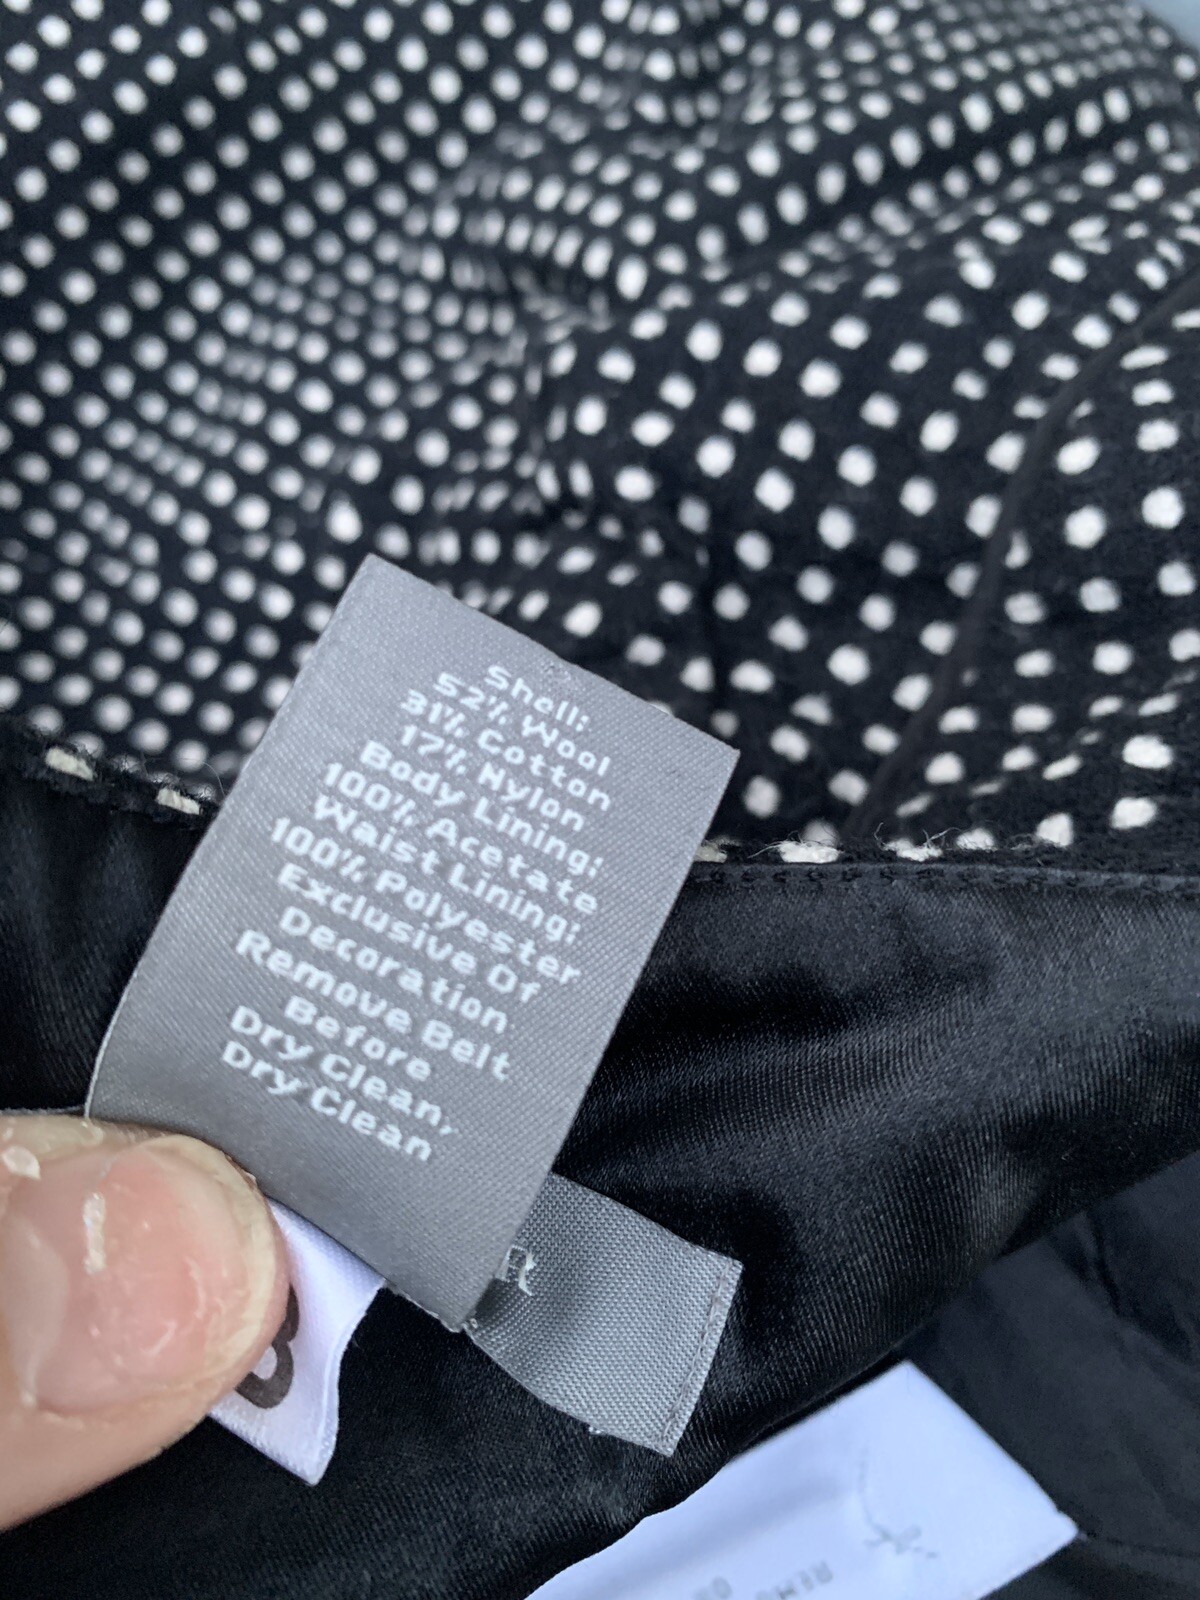 Shell:
52% Wool
31% Cotton
17% Nylon
Body Lining:
100% Acetate
Waist Lining:
100% Polyester
Exclusive Of
Decoration
Remove Belt
Before
Dry Clean,
Dry Clean
R
8